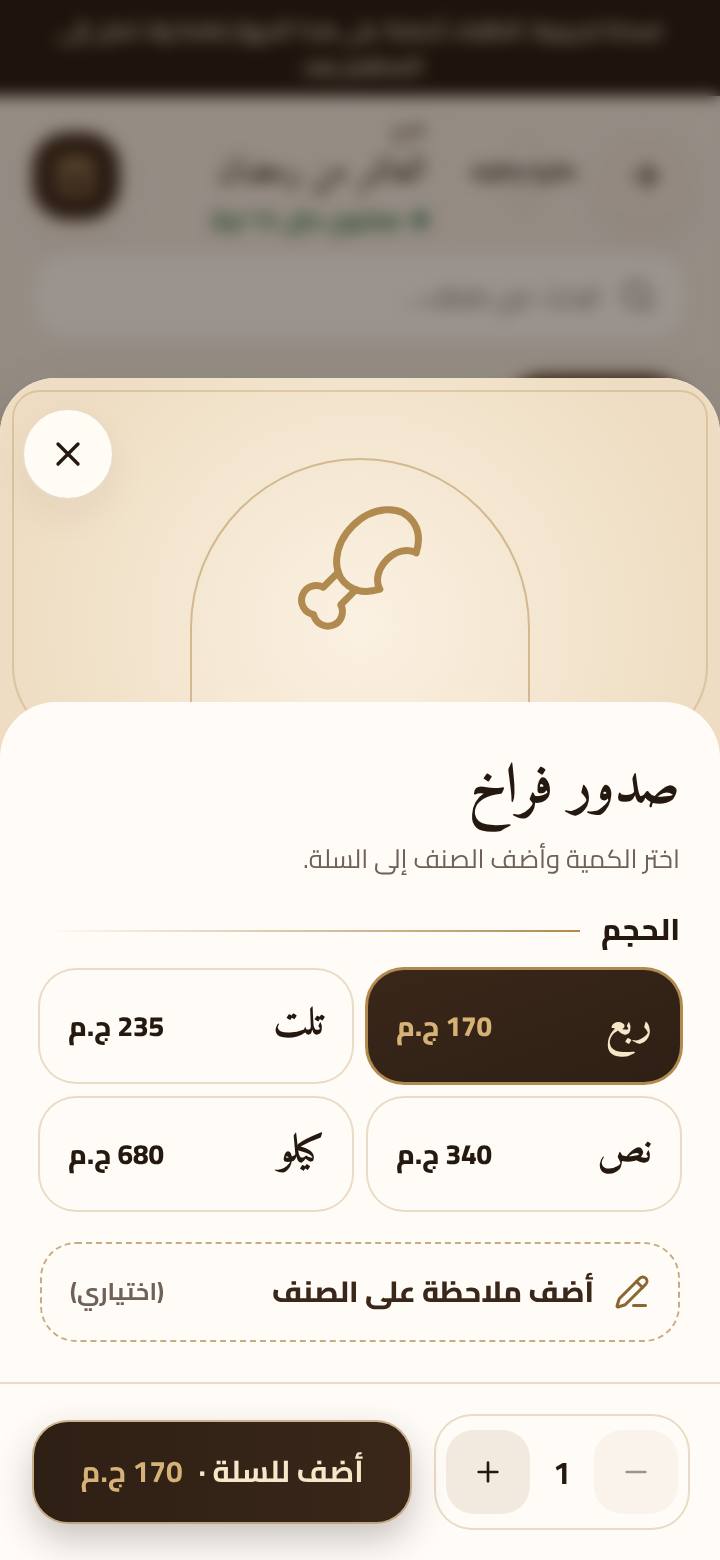 صدور فراخ
اختر الكمية وأضف الصنف إلى السلة.
الحجم
ربع 170 ج.م
تلت 235 ج.م
نص 340 ج.م
كيلو 680 ج.م
أضف ملاحظة على الصنف (اختياري)
1
أضف للسلة · 170 ج.م